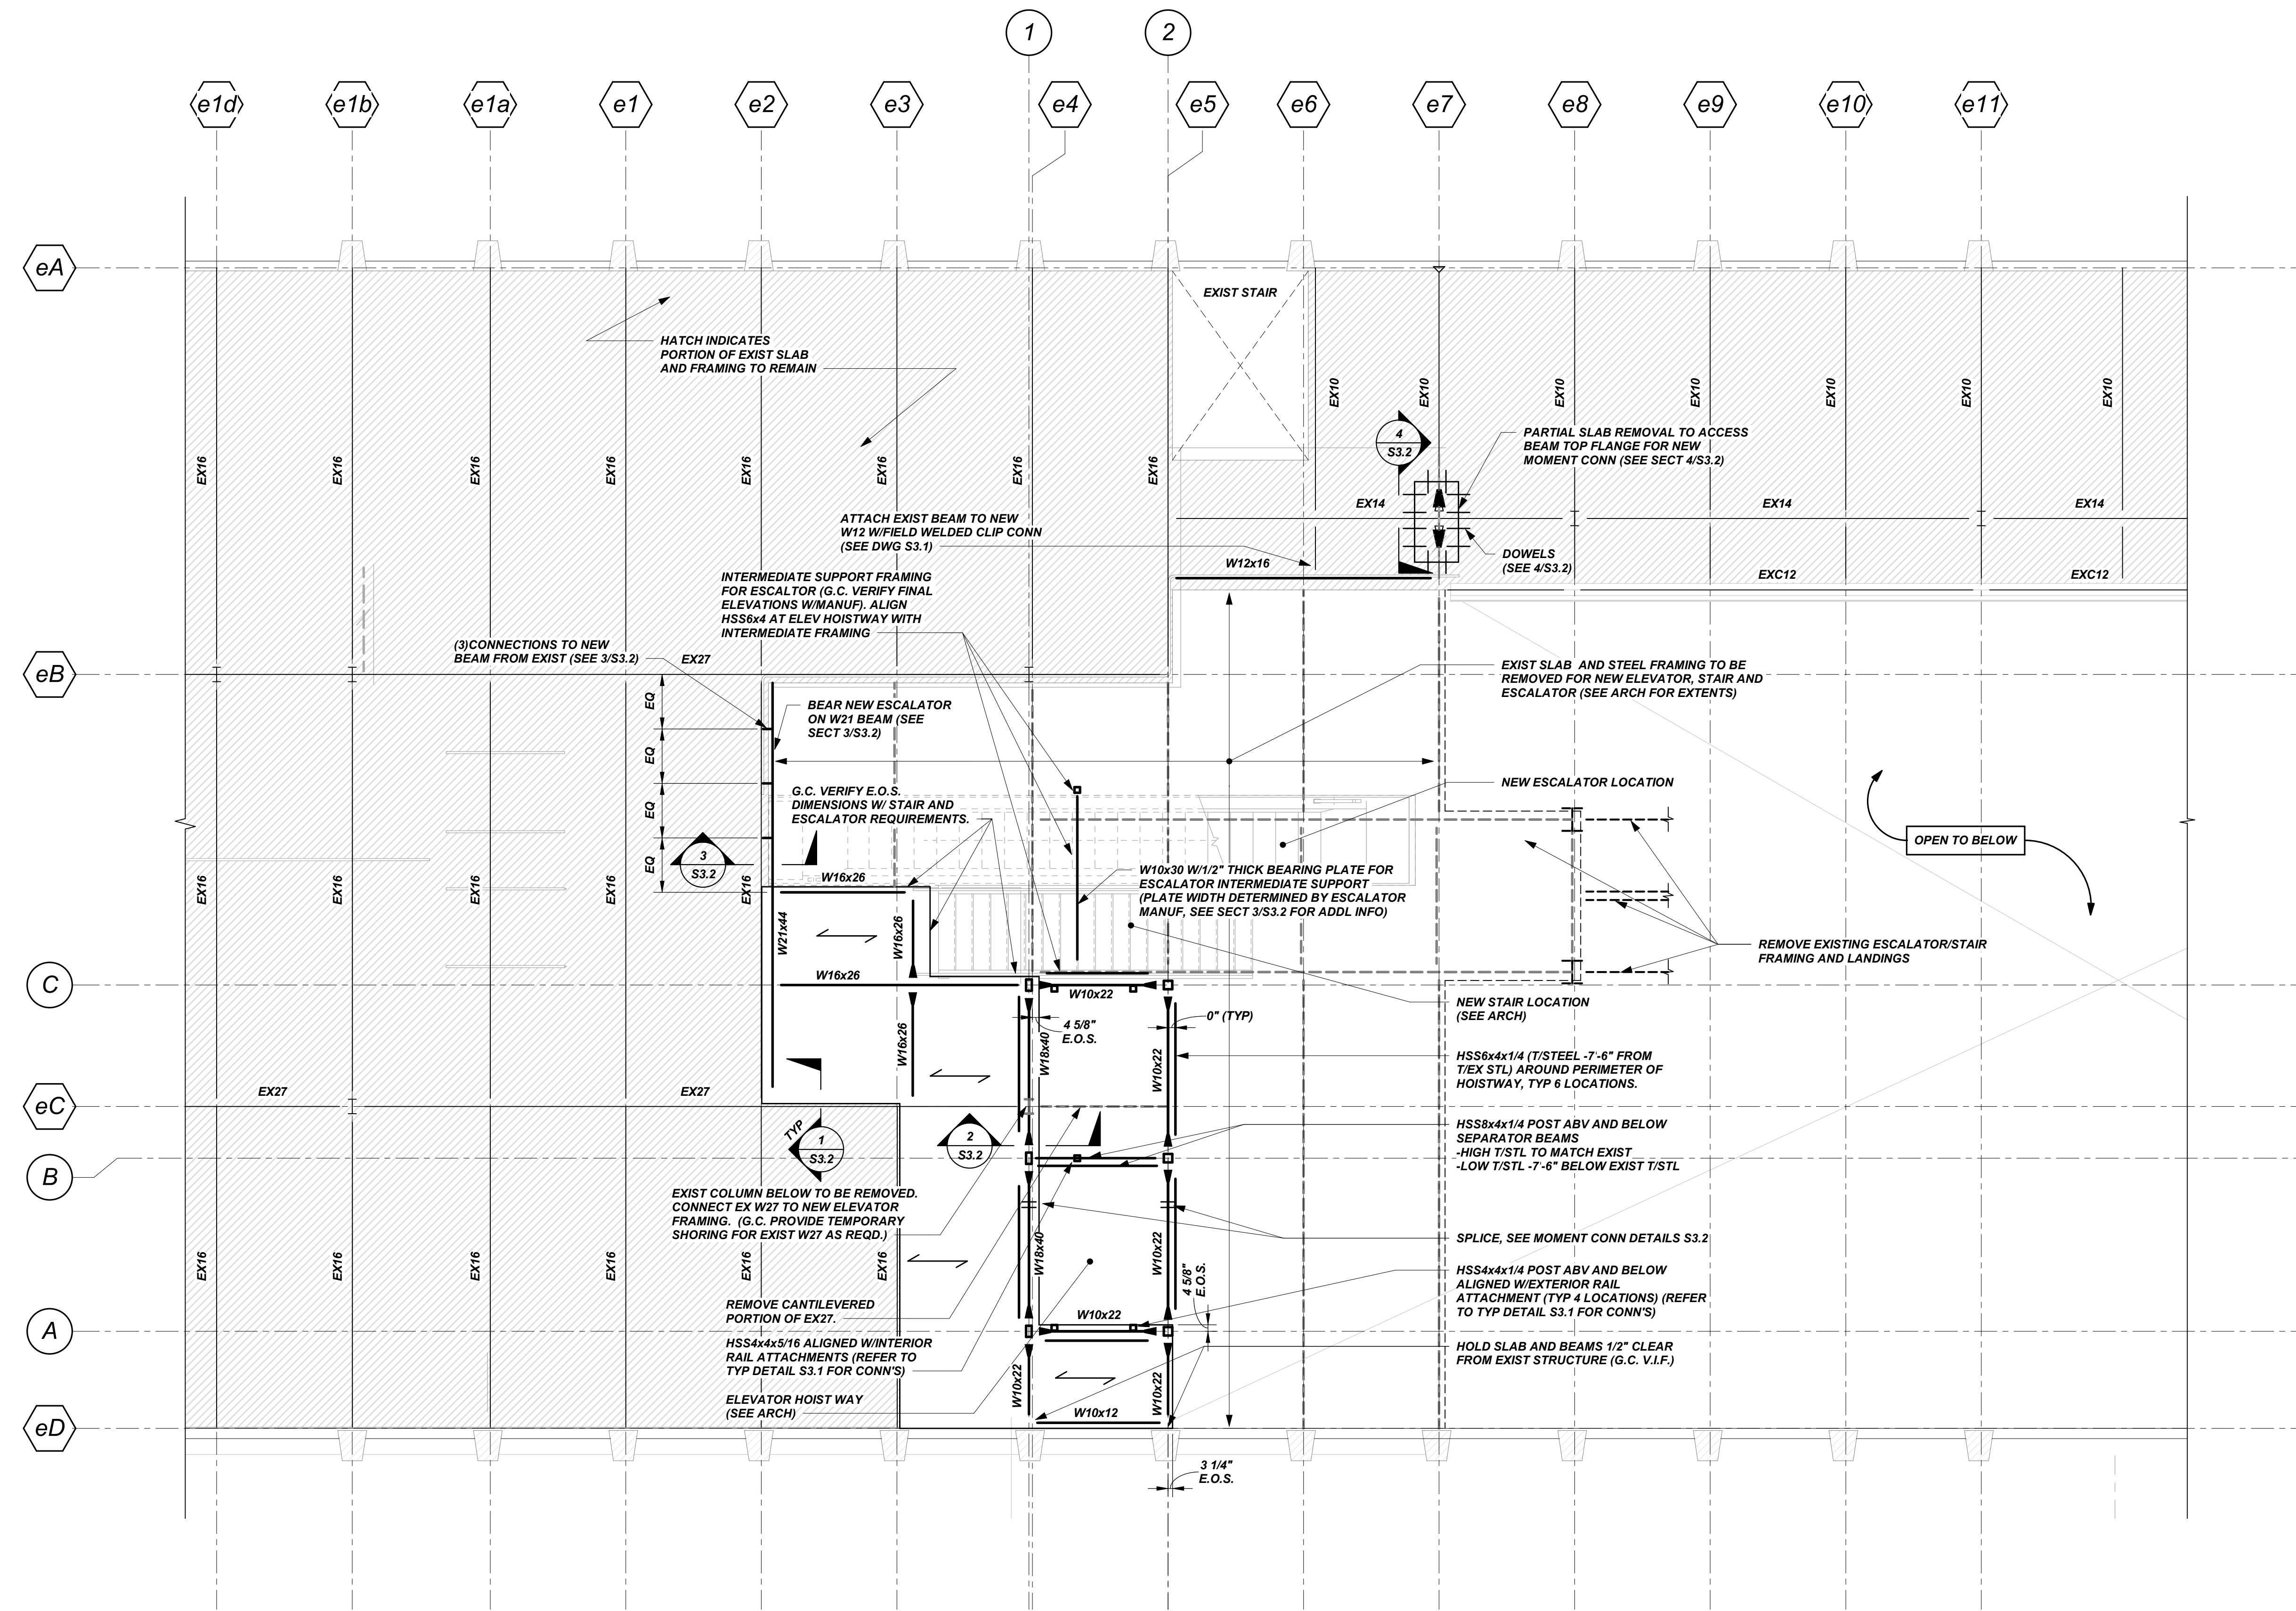 1
2
e1d
e1b
e1a
e1
e2
e3
e4
e5
e6
e7
e8
e9
e10
e11
eA
EXIST STAIR
HATCH INDICATES
PORTION OF EXIST SLAB
AND FRAMING TO REMAIN
EX10
EX10
EX10
EX10
EX10
EX10
EX10
4
S3.2
PARTIAL SLAB REMOVAL TO ACCESS
BEAM TOP FLANGE FOR NEW
MOMENT CONN (SEE SECT 4/S3.2)
EX16
EX16
EX16
EX16
EX16
EX16
EX16
EX16
EX14
EX14
EX14
ATTACH EXIST BEAM TO NEW
W12 W/FIELD WELDED CLIP CONN
(SEE DWG S3.1)
DOWELS
(SEE 4/S3.2)
W12x16
EXC12
EXC12
INTERMEDIATE SUPPORT FRAMING
FOR ESCALTOR (G.C. VERIFY FINAL
ELEVATIONS W/MANUF). ALIGN
HSS6x4 AT ELEV HOISTWAY WITH
INTERMEDIATE FRAMING
(3)CONNECTIONS TO NEW
BEAM FROM EXIST (SEE 3/S3.2)
EX27
eB
EXIST SLAB AND STEEL FRAMING TO BE
REMOVED FOR NEW ELEVATOR, STAIR AND
ESCALATOR (SEE ARCH FOR EXTENTS)
EQ
EQ
EQ
EQ
BEAR NEW ESCALATOR
ON W21 BEAM (SEE
SECT 3/S3.2)
NEW ESCALATOR LOCATION
G.C. VERIFY E.O.S.
DIMENSIONS W/ STAIR AND
ESCALATOR REQUIREMENTS.
OPEN TO BELOW
3
S3.2
W10x30 W/1/2" THICK BEARING PLATE FOR
ESCALATOR INTERMEDIATE SUPPORT
(PLATE WIDTH DETERMINED BY ESCALATOR
MANUF, SEE SECT 3/S3.2 FOR ADDL INFO)
W16x26
EX16
EX16
EX16
EX16
EX16
W21x44
W16x26
REMOVE EXISTING ESCALATOR/STAIR
FRAMING AND LANDINGS
W16x26
C
W10x22
NEW STAIR LOCATION
(SEE ARCH)
4 5/8"
E.O.S.
0" (TYP)
W16x26
W18x40
W10x22
HSS6x4x1/4 (T/STEEL -7'-6" FROM
T/EX STL) AROUND PERIMETER OF
HOISTWAY, TYP 6 LOCATIONS.
EX27
EX27
eC
TYP
1
S3.2
2
S3.2
HSS8x4x1/4 POST ABV AND BELOW
SEPARATOR BEAMS
-HIGH T/STL TO MATCH EXIST
-LOW T/STL -7'-6" BELOW EXIST T/STL
B
EXIST COLUMN BELOW TO BE REMOVED.
CONNECT EX W27 TO NEW ELEVATOR
FRAMING. (G.C. PROVIDE TEMPORARY
SHORING FOR EXIST W27 AS REQD.)
SPLICE, SEE MOMENT CONN DETAILS S3.2
EX16
EX16
EX16
EX16
EX16
EX16
W18x40
W10x22
4 5/8"
E.O.S.
HSS4x4x1/4 POST ABV AND BELOW
ALIGNED W/EXTERIOR RAIL
ATTACHMENT (TYP 4 LOCATIONS) (REFER
TO TYP DETAIL S3.1 FOR CONN'S)
REMOVE CANTILEVERED
PORTION OF EX27.
W10x22
A
HSS4x4x5/16 ALIGNED W/INTERIOR
RAIL ATTACHMENTS (REFER TO
TYP DETAIL S3.1 FOR CONN'S)
HOLD SLAB AND BEAMS 1/2" CLEAR
FROM EXIST STRUCTURE (G.C. V.I.F.)
W10x22
W10x22
ELEVATOR HOIST WAY
(SEE ARCH)
W10x12
eD
3 1/4"
E.O.S.